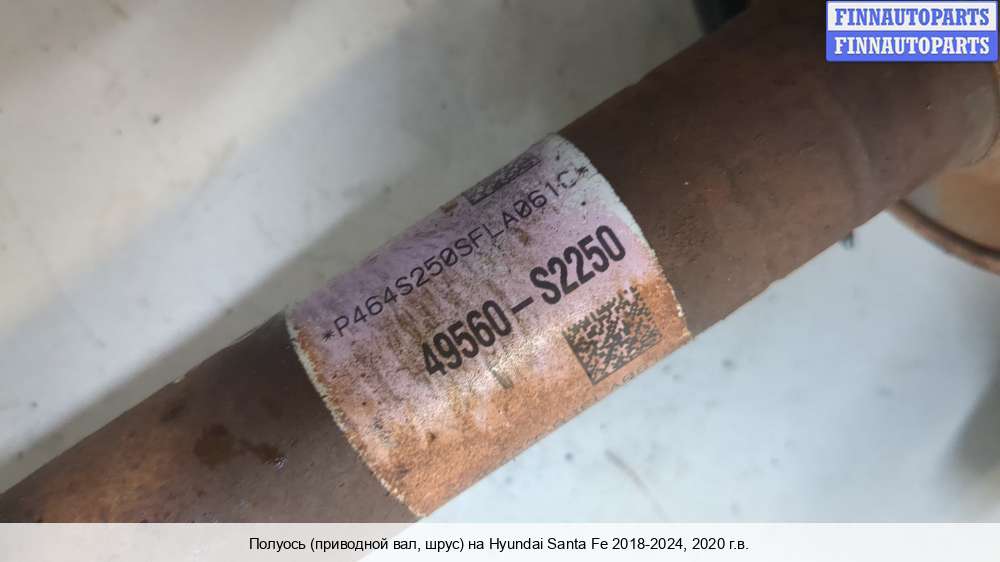 FINNAUTOPARTS
FINNAUTOPARTS
*P464S250SFLA061C*
49560-S2250
Полуось (приводной вал, шрус) на Hyundai Santa Fe 2018-2024, 2020 г.в.